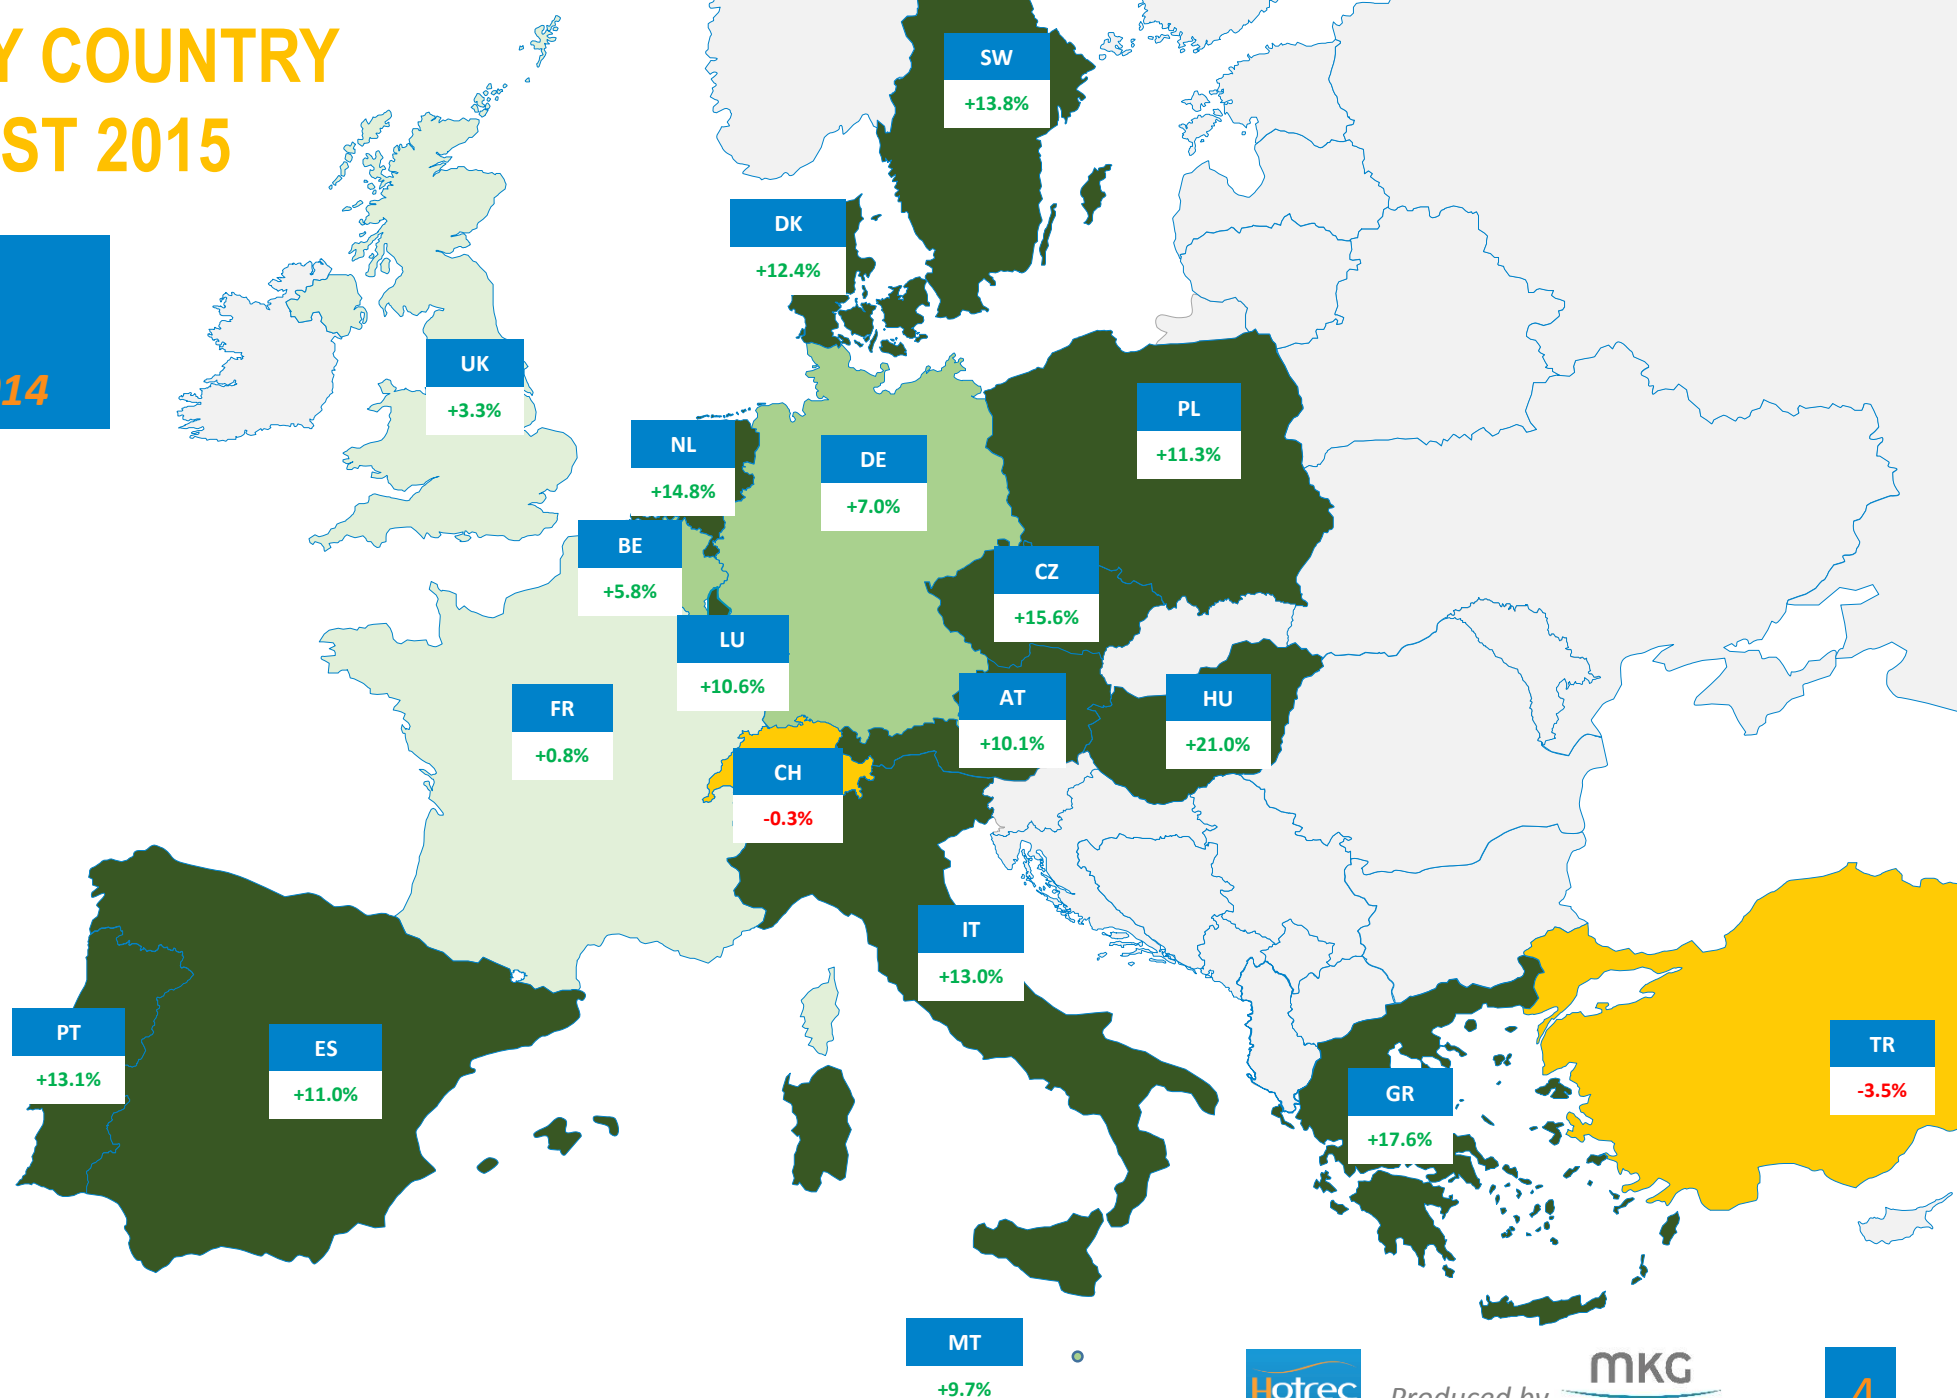 Y COUNTRY
ST 2015
014
SW
+13.8%
DK
+12.4%
UK
+3.3%
PL
+11.3%
NL
+14.8%
DE
+7.0%
BE
+5.8%
CZ
+15.6%
LU
+10.6%
FR
+0.8%
AT
+10.1%
HU
+21.0%
CH
-0.3%
IT
+13.0%
PT
+13.1%
ES
+11.0%
TR
-3.5%
GR
+17.6%
MT
+9.7%
Hotrec
Produced by
MKG
4